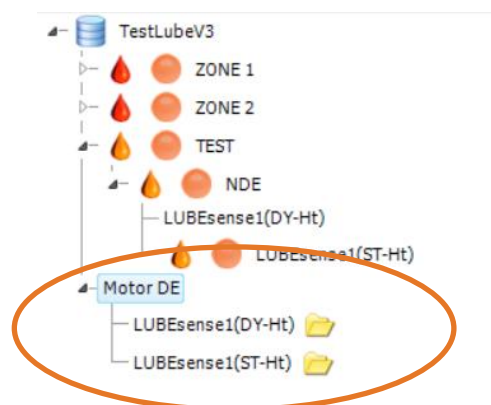 TestLubeV3
ZONE 1
ZONE 2
TEST
NDE
LUBEsense1(DY-Ht)
LUBEsense1(ST-Ht)
Motor DE
LUBEsense1(DY-Ht)
LUBEsense1(ST-Ht)